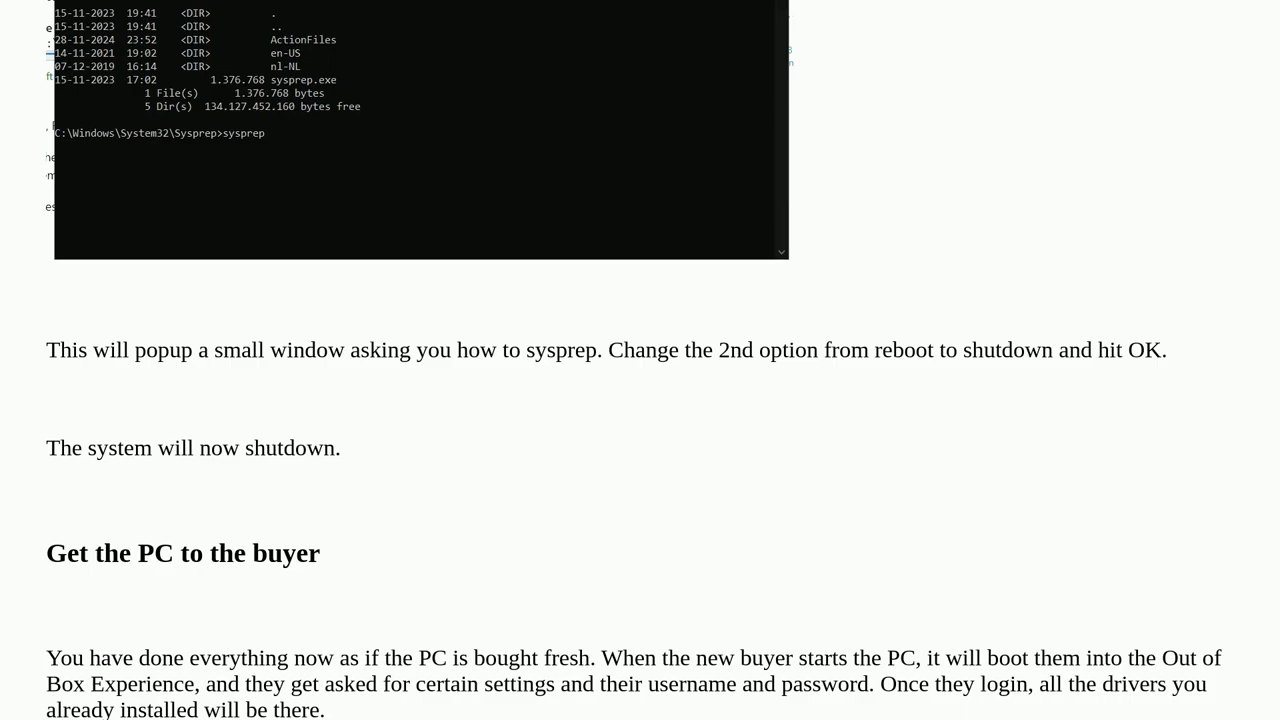 15-11-2023 19:41 <DIR> .
15-11-2023 19:41 <DIR> ..
28-11-2024 23:52 <DIR> ActionFiles
14-11-2021 19:02 <DIR> en-US
07-12-2019 16:14 <DIR> nl-NL
15-11-2023 17:02 1.376.768 sysprep.exe
1 File(s) 1.376.768 bytes
5 Dir(s) 134.127.452.160 bytes free
C:\Windows\System32\Sysprep>sysprep
This will popup a small window asking you how to sysprep. Change the 2nd option from reboot to shutdown and hit OK.
The system will now shutdown.
Get the PC to the buyer
You have done everything now as if the PC is bought fresh. When the new buyer starts the PC, it will boot them into the Out of
Box Experience, and they get asked for certain settings and their username and password. Once they login, all the drivers you
already installed will be there.